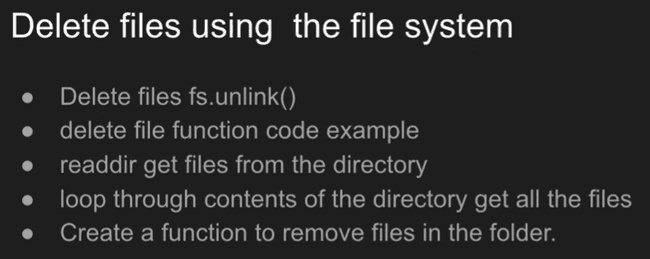 Delete files using  the file system
● Delete files fs.unlink()
● delete file function code example
● readdir get files from the directory
● loop through contents of the directory get all the files
● Create a function to remove files in the folder.